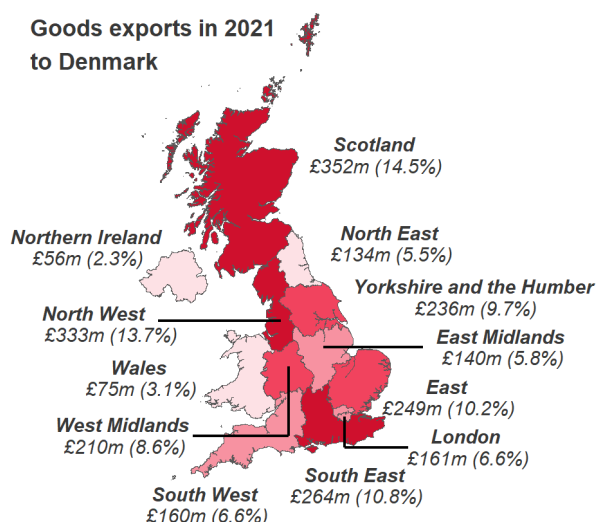 Goods exports in 2021
to Denmark
Scotland
£352m (14.5%)
Northern Ireland
£56m (2.3%)
North East
£134m (5.5%)
Yorkshire and the Humber
£236m (9.7%)
North West
£333m (13.7%)
East Midlands
£140m (5.8%)
Wales
£75m (3.1%)
East
£249m (10.2%)
West Midlands
£210m (8.6%)
London
£161m (6.6%)
South East
£264m (10.8%)
South West
£160m (6.6%)